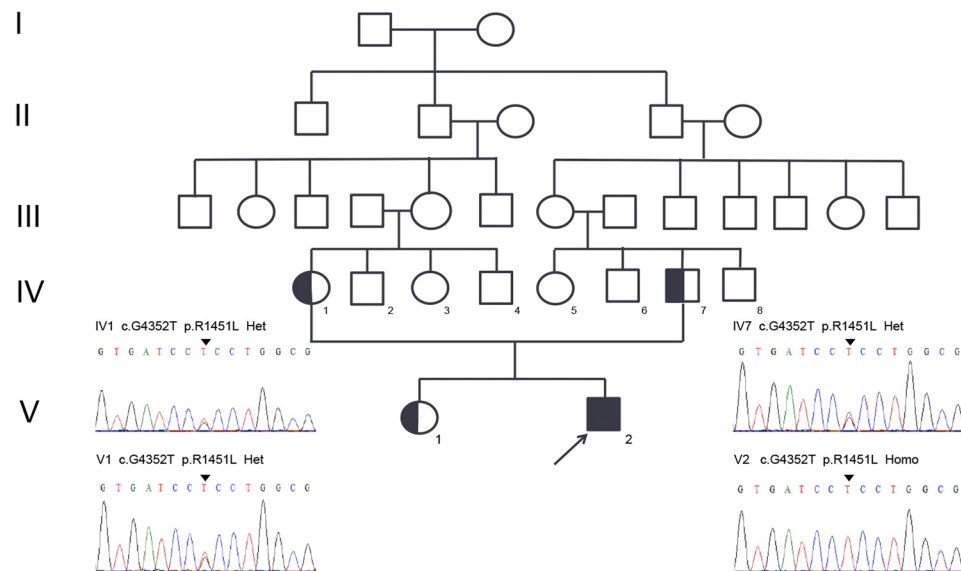 I
II
III
IV
1 2 3 4 5 6 7 8
IV1 c.G4352T p.R1451L Het
G T G A T C C T C C T G G C G
IV7 c.G4352T p.R1451L Het
G T G A T C C T C C T G G C G
V
1 2
V1 c.G4352T p.R1451L Het
G T G A T C C T C C T G G C G
V2 c.G4352T p.R1451L Homo
G T G A T C C T C C T G G C G